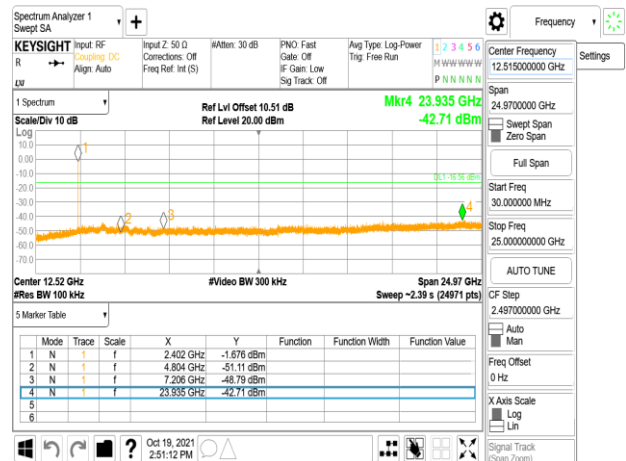 Spectrum Analyzer 1
Swept SA
Frequency
KEYSIGHT
R
LXI
Input: RF
Coupling: DC
Align: Auto
Input Z: 50 Ω
Corrections: Off
Freq Ref: Int (S)
#Atten: 30 dB
PNO: Fast
Gate: Off
IF Gain: Low
Sig Track: Off
Avg Type: Log-Power
Trig: Free Run
1 2 3 4 5 6
M W W W W W
P N N N N N
1 Spectrum
Scale/Div 10 dB
Ref Lvl Offset 10.51 dB
Ref Level 20.00 dBm
Mkr4 23.935 GHz
-42.71 dBm
Log
10.0
0.00
-10.0
-20.0
-30.0
-40.0
-50.0
-60.0
-70.0
1
2
3
4
DL1 -16.56 dBm
Center 12.52 GHz
#Video BW 300 kHz
Span 24.97 GHz
#Res BW 100 kHz
Sweep ~2.39 s (24971 pts)
5 Marker Table
Mode Trace Scale X Y Function Function Width Function Value
1 N 1 f 2.402 GHz -1.676 dBm
2 N 1 f 4.804 GHz -51.11 dBm
3 N 1 f 7.206 GHz -48.79 dBm
4 N 1 f 23.935 GHz -42.71 dBm
5
6
?
Oct 19, 2021
2:51:12 PM
Center Frequency
12.515000000 GHz
Settings
Span
24.9700000 GHz
Swept Span
Zero Span
Full Span
Start Freq
30.000000 MHz
Stop Freq
25.000000000 GHz
AUTO TUNE
CF Step
2.497000000 GHz
Auto
Man
Freq Offset
0 Hz
X Axis Scale
Log
Lin
Signal Track
(Span Zoom)